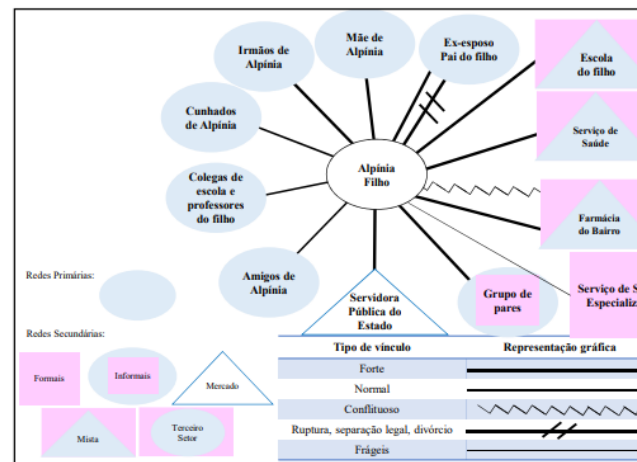 Irmãos de
Alpínia
Mãe de
Alpínia
Ex-esposo
Pai do filho
Escola
do filho
Cunhados
de Alpínia
Serviço de
Saúde
Alpínia
Filho
Colegas de
escola e
professores
do filho
Farmácia
do Bairro
Amigos de
Alpínia
Servidora
Pública do
Estado
Grupo de
pares
Serviço de
Redes Primárias:
Redes Secundárias:
Formais
Informais
Mercado
Mista
Terceiro
Setor
Tipo de vínculo
Representação gráfica
Forte
Normal
Conflituoso
Ruptura, separação legal, divórcio
Frágeis